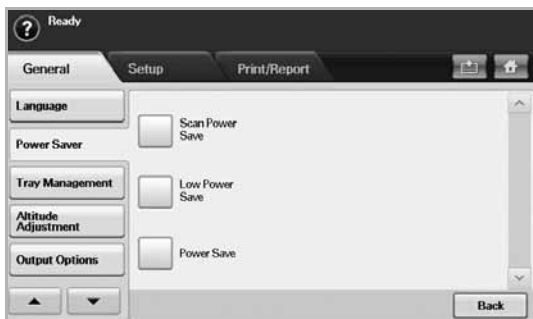 Ready
General
Setup
Print/Report
Language
Power Saver
Tray Management
Altitude
Adjustment
Output Options
Scan Power
Save
Low Power
Save
Power Save
Back